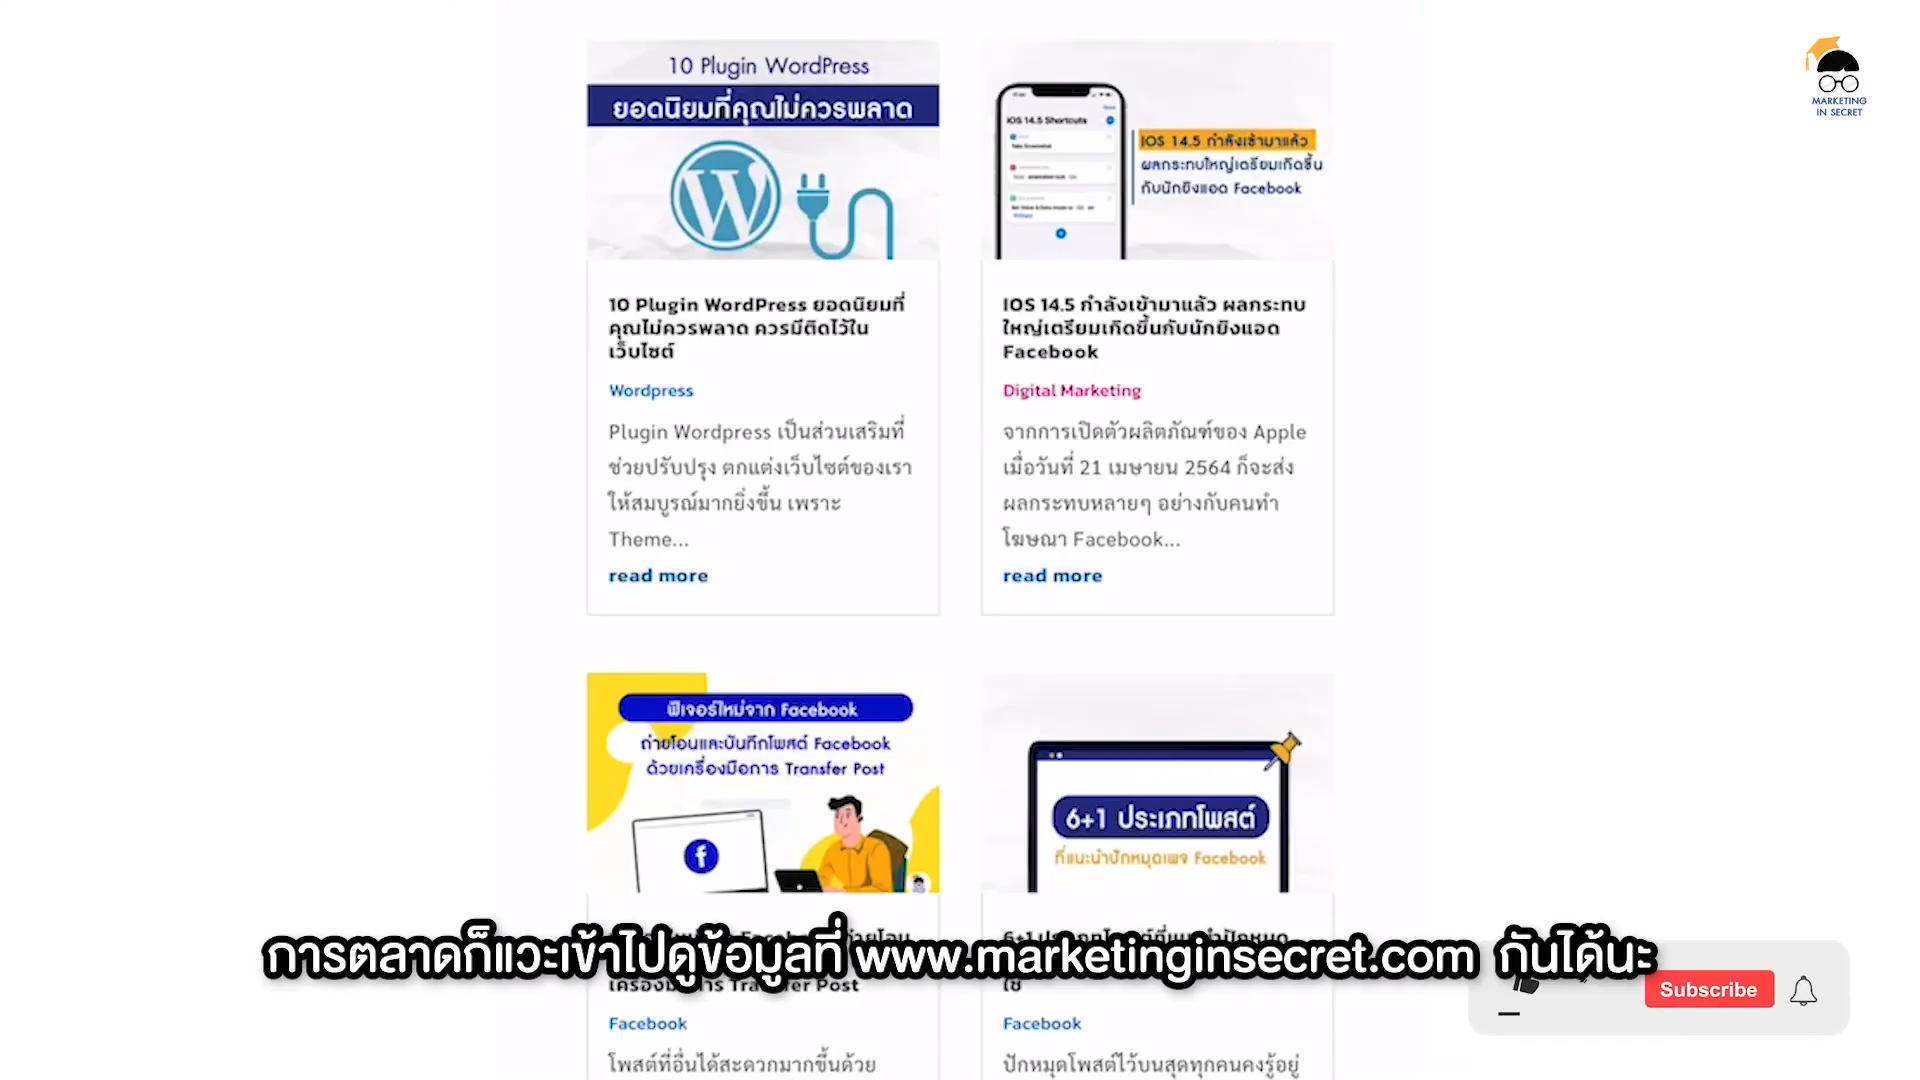 MARKETING
IN SECRET
10 Plugin WordPress
ยอดนิยมที่คุณไม่ควรพลาด
10 Plugin WordPress ยอดนิยมที่
คุณไม่ควรพลาด ควรมีติดไว้ใน
เว็บไซต์
Wordpress
Plugin Wordpress เป็นส่วนเสริมที่
ช่วยปรับปรุง ตกแต่งเว็บไซต์ของเรา
ให้สมบูรณ์มากยิ่งขึ้น เพราะ
Theme...
read more
iOS 14.5 Shortcuts
IOS 14.5 กำลังเข้ามาแล้ว
ผลกระทบใหญ่เตรียมเกิดขึ้น
กับนักยิงแอด Facebook
IOS 14.5 กำลังเข้ามาแล้ว ผลกระทบ
ใหญ่เตรียมเกิดขึ้นกับนักยิงแอด
Facebook
Digital Marketing
จากการเปิดตัวผลิตภัณฑ์ของ Apple
เมื่อวันที่ 21 เมษายน 2564 ก็จะส่ง
ผลกระทบหลายๆ อย่างกับคนทำ
โฆษณา Facebook...
read more
ฟีเจอร์ใหม่จาก Facebook
ถ่ายโอนและบันทึกโพสต์ Facebook
ด้วยเครื่องมือการ Transfer Post
เครื่องมือการ Transfer Post
Facebook
โพสต์ที่อื่นได้สะดวกมากขึ้นด้วย
6+1 ประเภทโพสต์
ที่แนะนำปักหมุดเพจ Facebook
Facebook
ปักหมุดโพสต์ไว้บนสุดทุกคนคงรู้อยู่
การตลาดก็แวะเข้าไปดูข้อมูลที่ www.marketinginsecret.com กันได้นะ
Subscribe